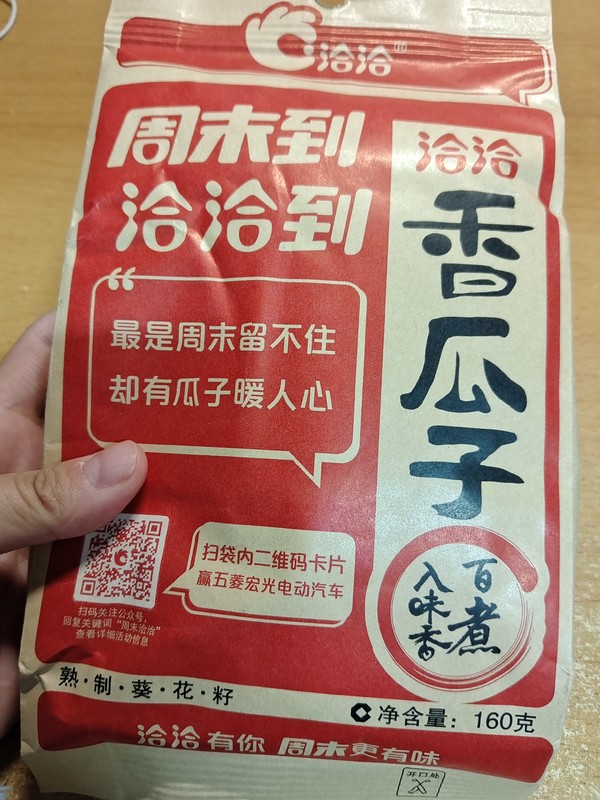 洽洽®
周末到
洽洽到
洽洽
香瓜子
百煮
入味香
“
最是周末留不住
却有瓜子暖人心
扫袋内二维码卡片
赢五菱宏光电动汽车
扫码关注公众号,
回复关键词“周末洽洽”
查看详细活动信息
熟·制·葵·花·籽
净含量：160克
洽洽有你 周末更有味
开口处